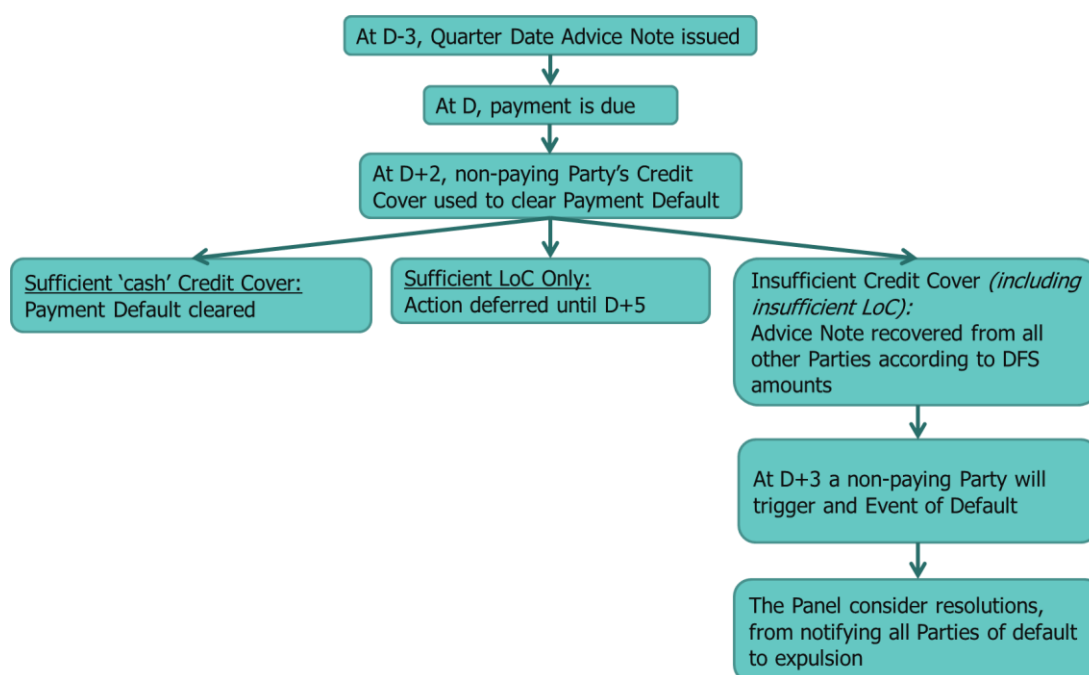 At D-3, Quarter Date Advice Note issued
At D, payment is due
At D+2, non-paying Party's Credit
Cover used to clear Payment Default
Sufficient 'cash' Credit Cover:
Payment Default cleared
Sufficient LoC Only:
Action deferred until D+5
Insufficient Credit Cover (including
insufficient LoC):
Advice Note recovered from all
other Parties according to DFS
amounts
At D+3 a non-paying Party will
trigger and Event of Default
The Panel consider resolutions,
from notifying all Parties of default
to expulsion